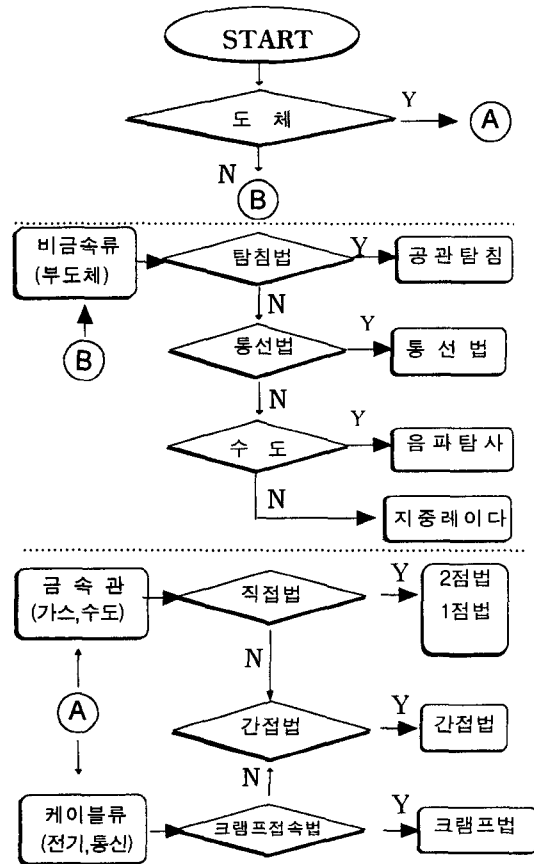 START
도 체
Y
A
N
B
비금속류
(부도체)
탐침법
Y
공관탐침
N
B
통선법
Y
통 선 법
N
수 도
Y
음파탐사
N
지중레이다
금 속 관
(가스,수도)
직접법
Y
2점법
1점법
N
A
간접법
Y
간접법
N
케이블류
(전기,통신)
크램프접속법
Y
크램프법